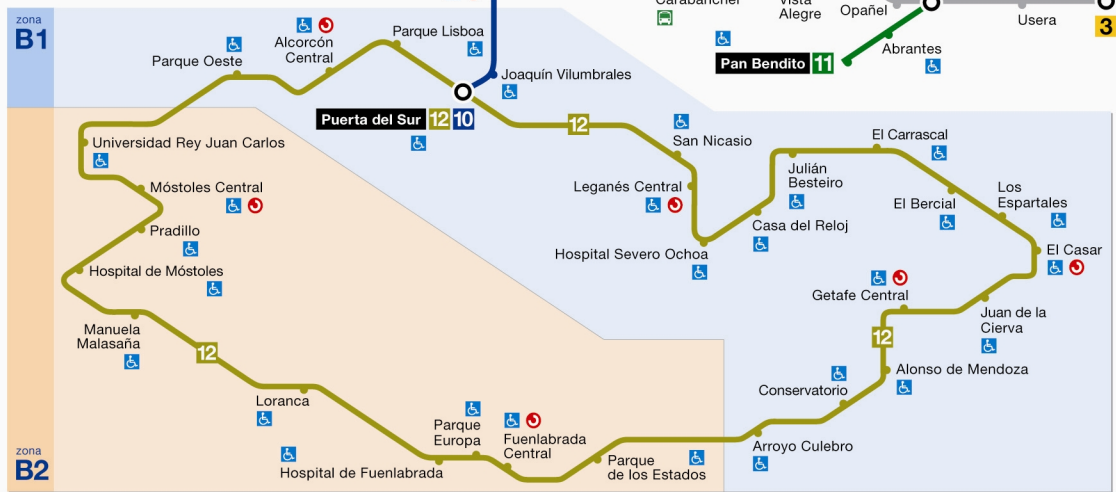 zona
B1
Carabanchel
Vista
Alegre
Opañel
Usera
3
Abrantes
Pan Bendito 11
Alcorcón
Central
Parque Lisboa
Parque Oeste
Joaquín Vilumbrales
Puerta del Sur 12 10
12
San Nicasio
El Carrascal
Universidad Rey Juan Carlos
Julián
Besteiro
Móstoles Central
Leganés Central
Los
Espartales
El Bercial
Casa del Reloj
Pradillo
Hospital Severo Ochoa
El Casar
Hospital de Móstoles
Getafe Central
Juan de la
Cierva
Manuela
Malasaña
12
12
Alonso de Mendoza
Conservatorio
Loranca
Parque
Europa
Fuenlabrada
Central
Arroyo Culebro
zona
B2
Hospital de Fuenlabrada
Parque
de los Estados